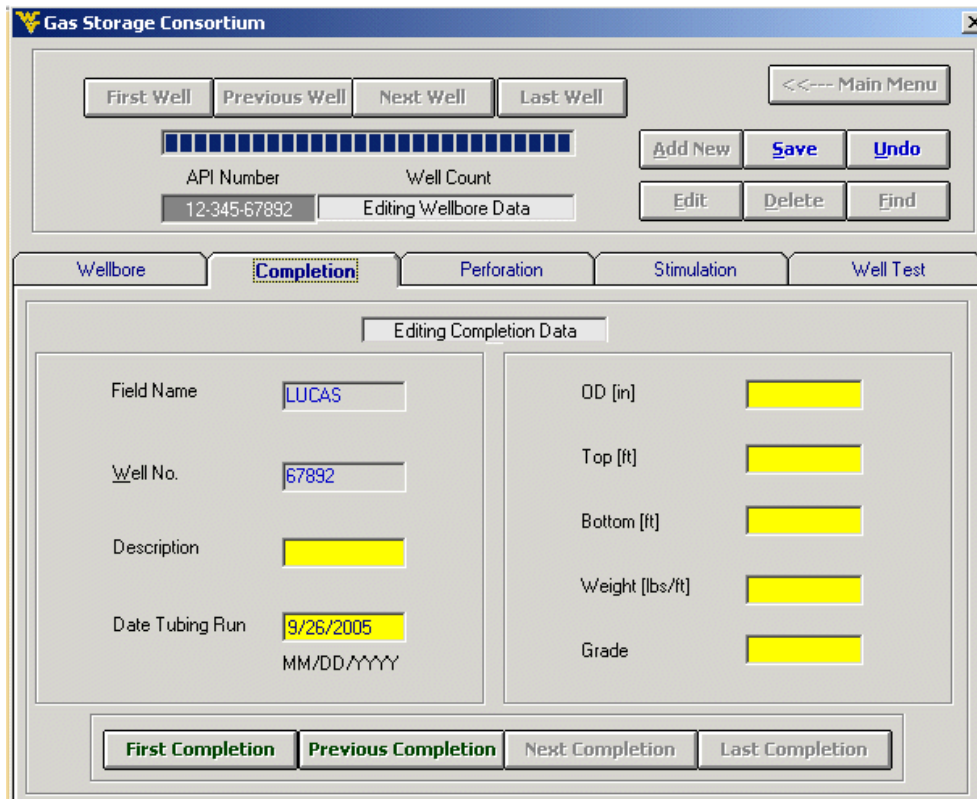 Gas Storage Consortium
<<--- Main Menu
First Well Previous Well Next Well Last Well
Add New Save Undo
API Number Well Count
12-345-67892 Editing Wellbore Data
Edit Delete Find
Wellbore Completion Perforation Stimulation Well Test
Editing Completion Data
Field Name LUCAS
OD [in]
Top [ft]
Well No. 67892
Bottom [ft]
Description
Weight [lbs/ft]
Date Tubing Run 9/26/2005
Grade
MM/DD/YYYY
First Completion Previous Completion Next Completion Last Completion